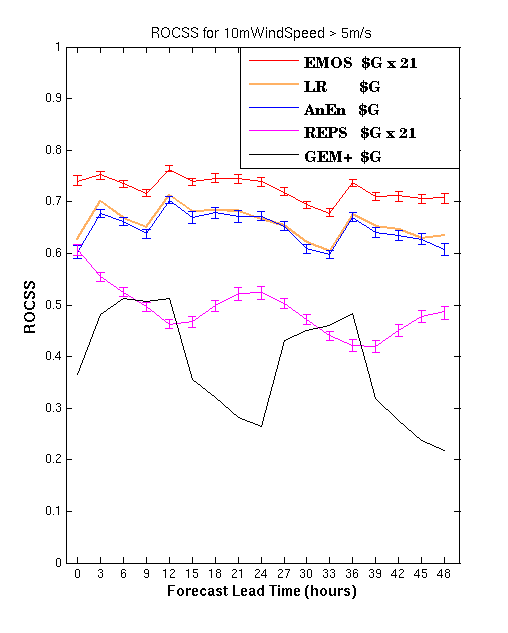 ROCSS for 10mWindSpeed > 5m/s
EMOS $G x 21
LR $G
AnEn $G
REPS $G x 21
GEM+ $G
1
0.9
0.8
0.7
0.6
0.5
0.4
0.3
0.2
0.1
0
ROCSS
0 3 6 9 12 15 18 21 24 27 30 33 36 39 42 45 48
Forecast Lead Time (hours)